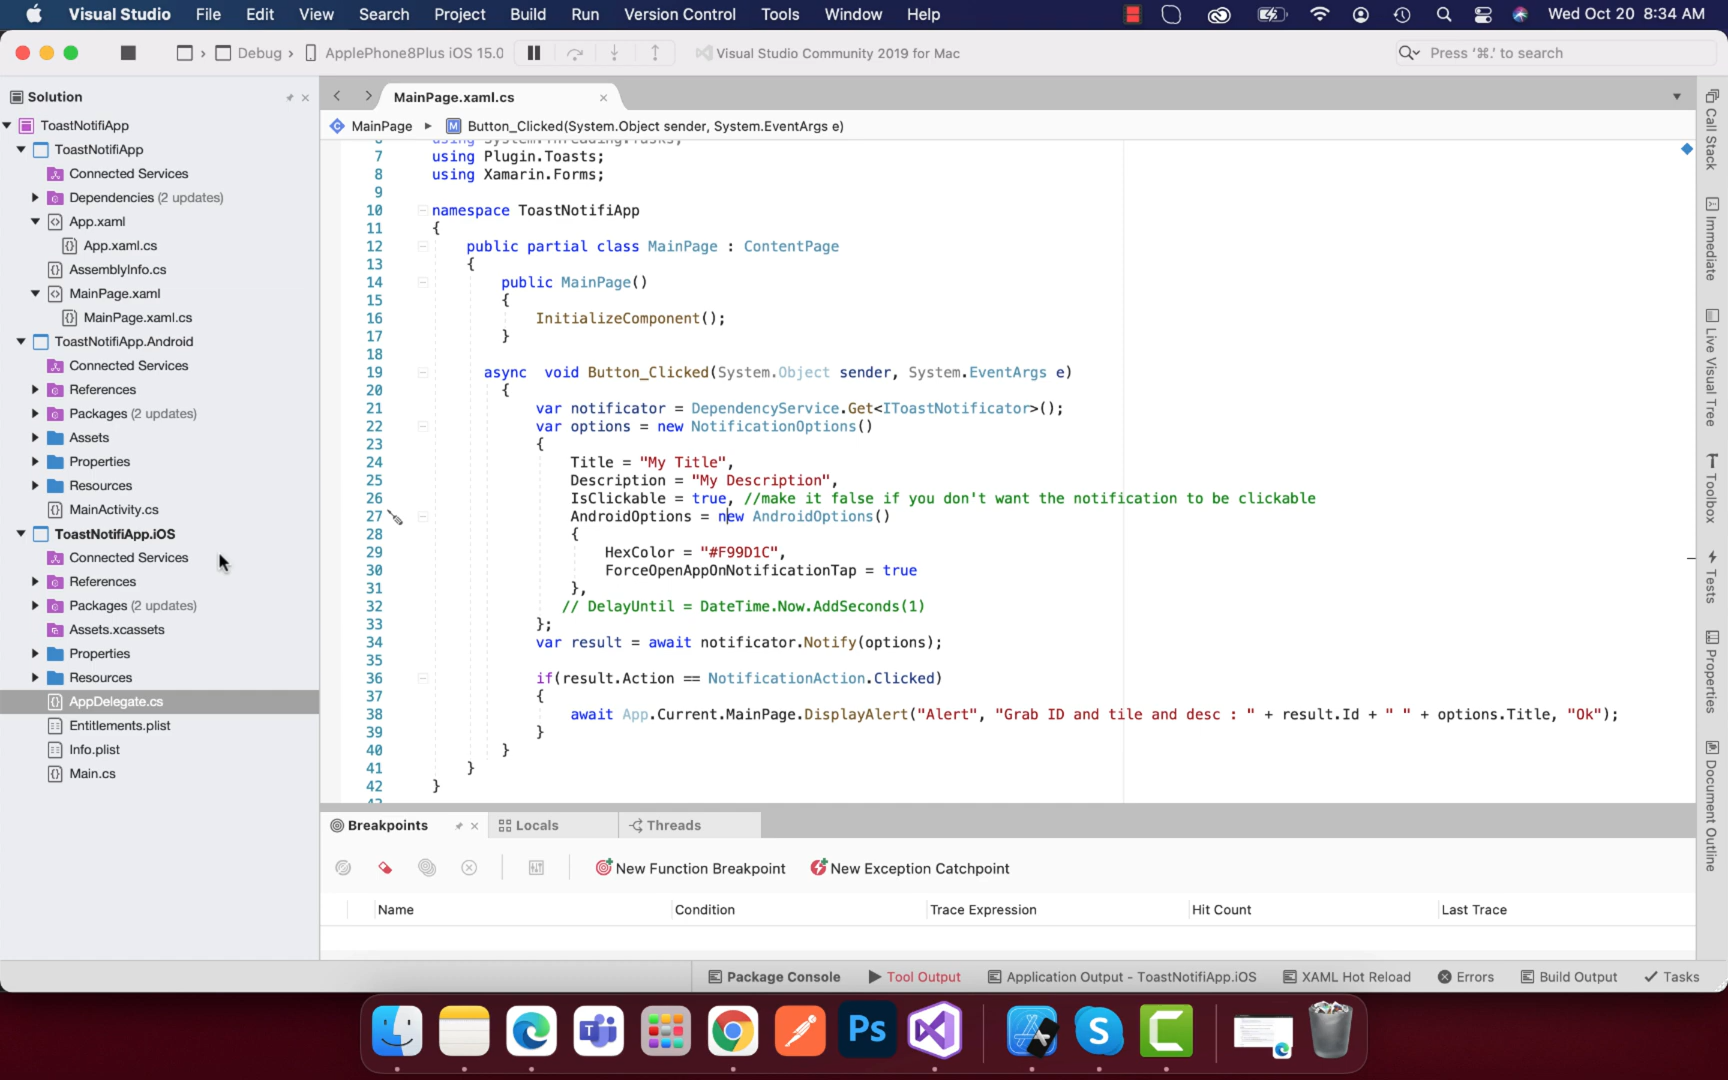 Visual Studio File Edit View Search Project Build Run Version Control Tools Window Help Wed Oct 20 8:34 AM
Debug ApplePhone8Plus iOS 15.0 Visual Studio Community 2019 for Mac Press ‘⌘.’ to search
Solution
ToastNotifiApp
ToastNotifiApp
Connected Services
Dependencies (2 updates)
App.xaml
App.xaml.cs
AssemblyInfo.cs
MainPage.xaml
MainPage.xaml.cs
ToastNotifiApp.Android
Connected Services
References
Packages (2 updates)
Assets
Properties
Resources
MainActivity.cs
ToastNotifiApp.iOS
Connected Services
References
Packages (2 updates)
Assets.xcassets
Properties
Resources
AppDelegate.cs
Entitlements.plist
Info.plist
Main.cs
MainPage.xaml.cs
MainPage Button_Clicked(System.Object sender, System.EventArgs e)
6 using System.Threading.Tasks;
7 using Plugin.Toasts;
8 using Xamarin.Forms;
9
10 namespace ToastNotifiApp
11 {
12 public partial class MainPage : ContentPage
13 {
14 public MainPage()
15 {
16 InitializeComponent();
17 }
18
19 async void Button_Clicked(System.Object sender, System.EventArgs e)
20 {
21 var notificator = DependencyService.Get<IToastNotificator>();
22 var options = new NotificationOptions()
23 {
24 Title = "My Title",
25 Description = "My Description",
26 IsClickable = true, //make it false if you don't want the notification to be clickable
27 AndroidOptions = new AndroidOptions()
28 {
29 HexColor = "#F99D1C",
30 ForceOpenAppOnNotificationTap = true
31 },
32 // DelayUntil = DateTime.Now.AddSeconds(1)
33 };
34 var result = await notificator.Notify(options);
35
36 if(result.Action == NotificationAction.Clicked)
37 {
38 await App.Current.MainPage.DisplayAlert("Alert", "Grab ID and tile and desc : " + result.Id + " " + options.Title, "Ok");
39 }
40 }
41 }
42 }
Call Stack
Immediate
Live Visual Tree
Toolbox
Tests
Properties
Document Outline
Breakpoints Locals Threads
New Function Breakpoint New Exception Catchpoint
Name Condition Trace Expression Hit Count Last Trace
Package Console Tool Output Application Output - ToastNotifiApp.iOS XAML Hot Reload Errors Build Output Tasks
Ps
S